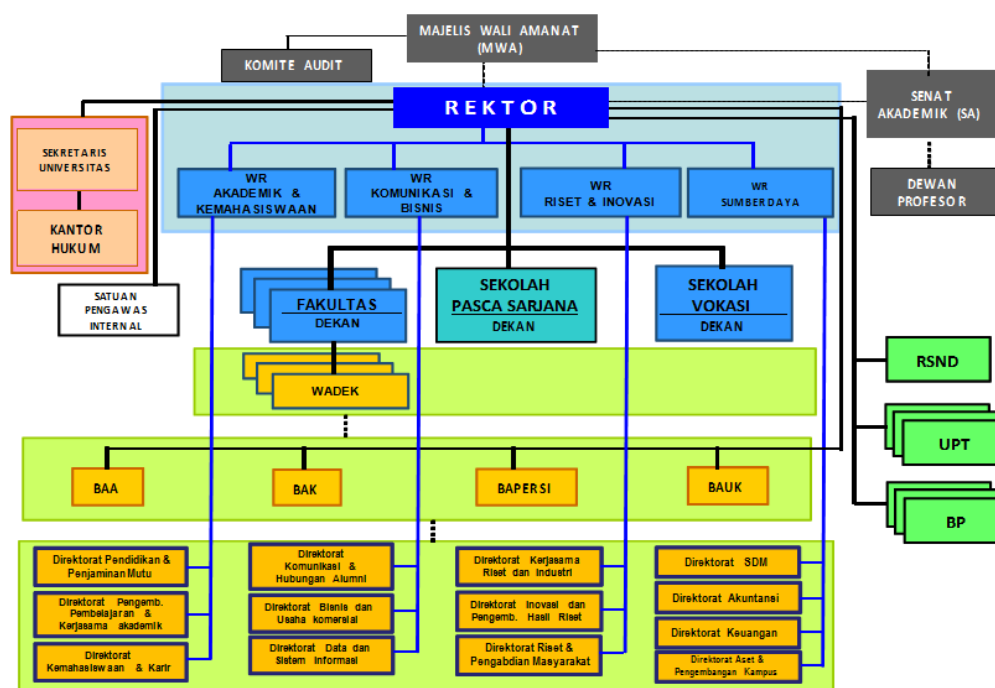 MAJELIS WALI AMANAT
(MWA)
KOMITE AUDIT
REKTOR
SENAT
AKADEMIK (SA)
DEWAN
PROFESOR
SEKRETARIS
UNIVERSITAS
KANTOR
HUKUM
SATUAN
PENGAWAS
INTERNAL
WR
AKADEMIK &
KEMAHASISWAAN
WR
KOMUNIKASI &
BISNIS
WR
RISET & INOVASI
WR
SUMBERDAYA
FAKULTAS
DEKAN
SEKOLAH
PASCA SARJANA
DEKAN
SEKOLAH
VOKASI
DEKAN
WADEK
RSND
UPT
BP
BAA
BAK
BAPERSI
BAUK
Direktorat Pendidikan &
Penjaminan Mutu
Direktorat Pengemb.
Pembelajaran &
Kerjasama akademik
Direktorat
Kemahasiswaan & Karir
Direktorat
Komunikasi &
Hubungan Alumni
Direktorat Bisnis dan
Usaha komersial
Direktorat Data dan
Sistem Informasi
Direktorat Kerjasama
Riset dan Industri
Direktorat Inovasi dan
Pengemb. Hasil Riset
Direktorat Riset &
Pengabdian Masyarakat
Direktorat SDM
Direktorat Akuntansi
Direktorat Keuangan
Direktorat Aset &
Pengembangan Kampus